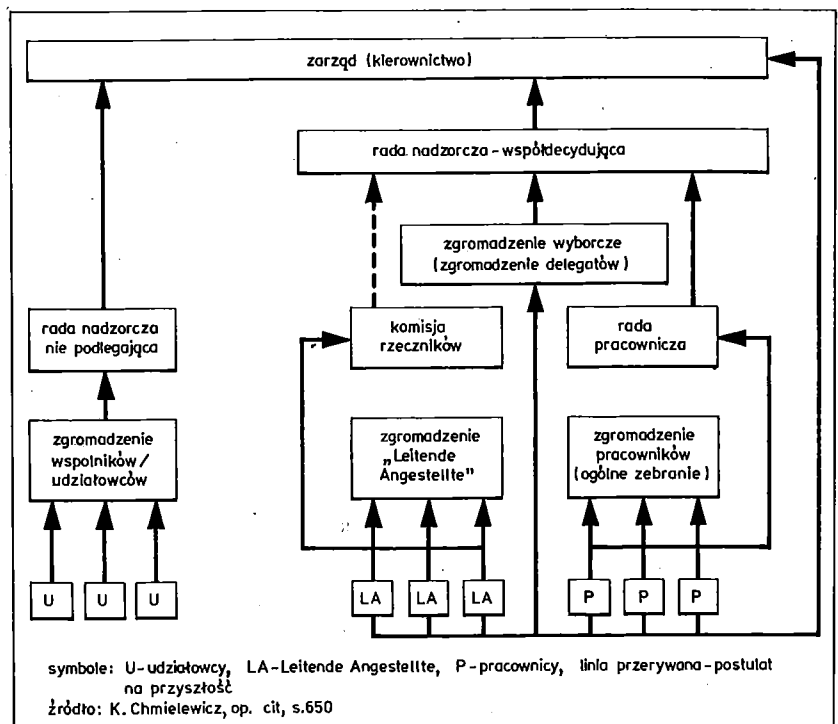 zarząd (kierownictwo)
rada nadzorcza-współdecydująca
zgromadzenie wyborcze
(zgromadzenie delegatów)
rada nadzorcza
nie podlegająca
komisja
rzeczników
rada
pracownicza
zgromadzenie
wspolników/
udziałowców
zgromadzenie
„Leitende
Angestellte"
zgromadzenie
pracowników
(ogólne zebranie)
U U U LA LA LA P P P
symbole: U-udziałowcy, LA-Leitende Angestellte, P-pracownicy, linia przerywana-postulat
na przyszłość
źródło: K. Chmielewicz, op. cit, s.650